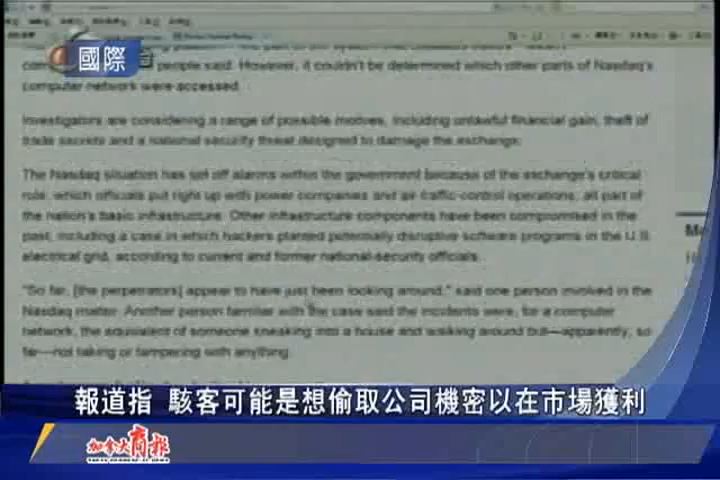 國際
people said. However, it couldn't be determined which other parts of Nasdaq's
computer network were accessed.
Investigators are considering a range of possible motives, including unlawful financial gain, theft of
trade secrets and a national security threat designed to damage the exchange.
The Nasdaq situation has set off alarms within the government because of the exchange's critical
role, which officials put right up with power companies and air-traffic-control operations, all part of
the nation's basic infrastructure. Other infrastructure components have been compromised in the
past, including a case in which hackers planted potentially disruptive software programs in the U.S.
electrical grid, according to current and former national-security officials.
"So far, [the perpetrators] appear to have just been looking around," said one person involved in the
Nasdaq matter. Another person familiar with the case said the incidents were, for a computer
network, the equivalent of someone sneaking into a house and walking around but—apparently, so
far—not taking or tampering with anything.
報道指 駭客可能是想偷取公司機密以在市場獲利
加拿大商報